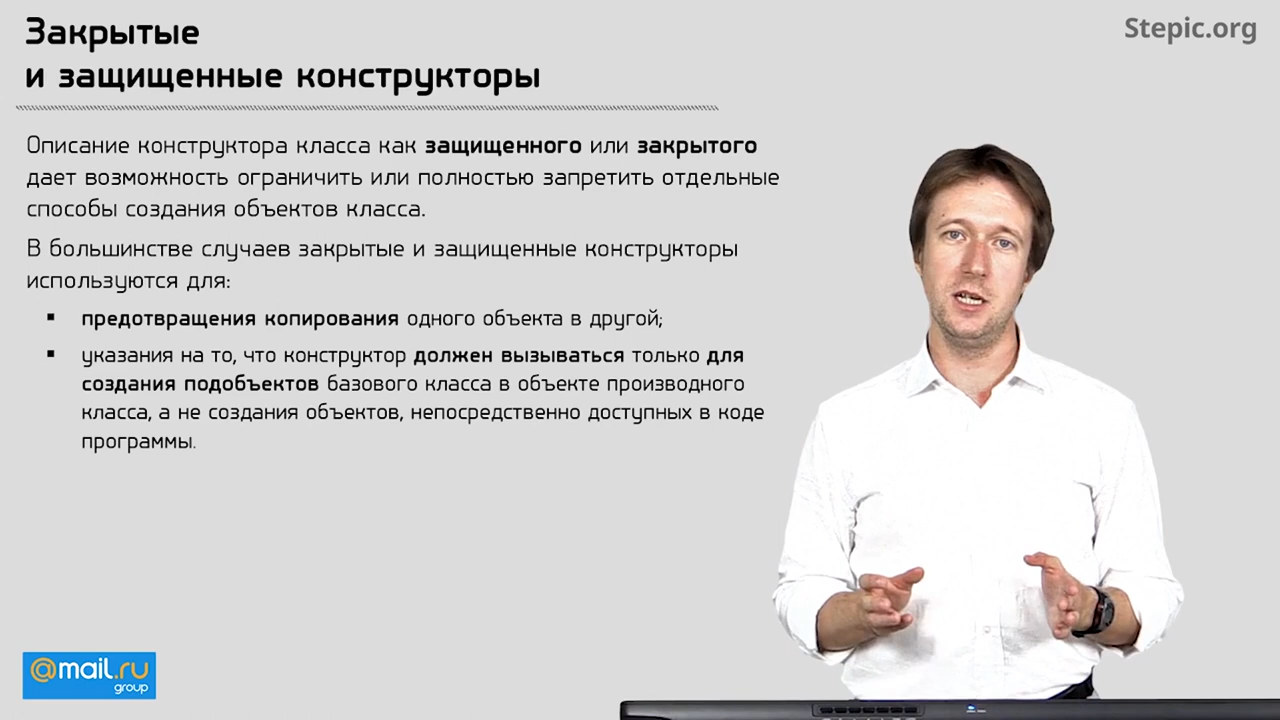 Закрытые
и защищенные конструкторы
Stepic.org
Описание конструктора класса как защищенного или закрытого
дает возможность ограничить или полностью запретить отдельные
способы создания объектов класса.
В большинстве случаев закрытые и защищенные конструкторы
используются для:
▪ предотвращения копирования одного объекта в другой;
▪ указания на то, что конструктор должен вызываться только для
создания подобъектов базового класса в объекте производного
класса, а не создания объектов, непосредственно доступных в коде
программы.
@mail.ru
group